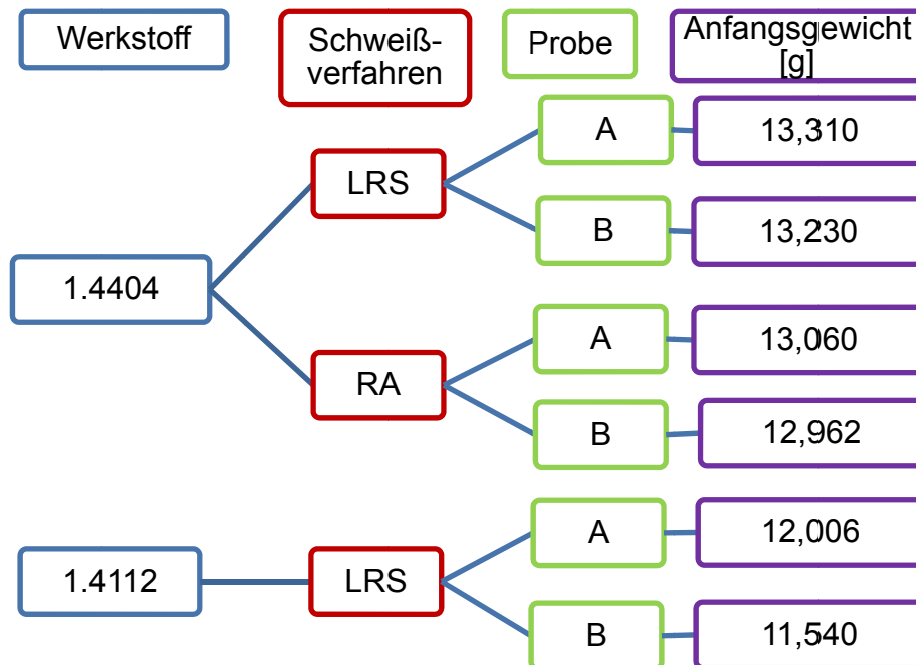 Werkstoff
Schweiß-
verfahren
Probe
Anfangsgewicht
[g]
1.4404
LRS
A
13,310
B
13,230
RA
A
13,060
B
12,962
1.4112
LRS
A
12,006
B
11,540